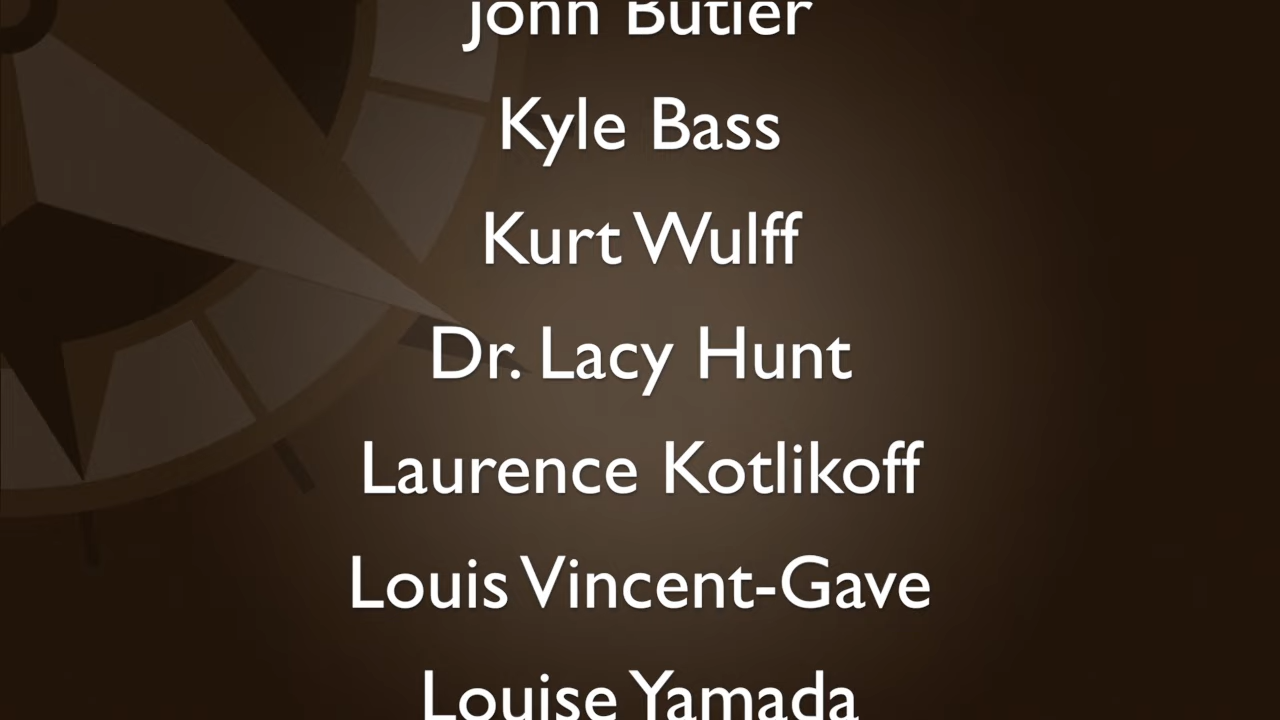 John Butler
Kyle Bass
Kurt Wulff
Dr. Lacy Hunt
Laurence Kotlikoff
Louis Vincent-Gave
Louise Yamada